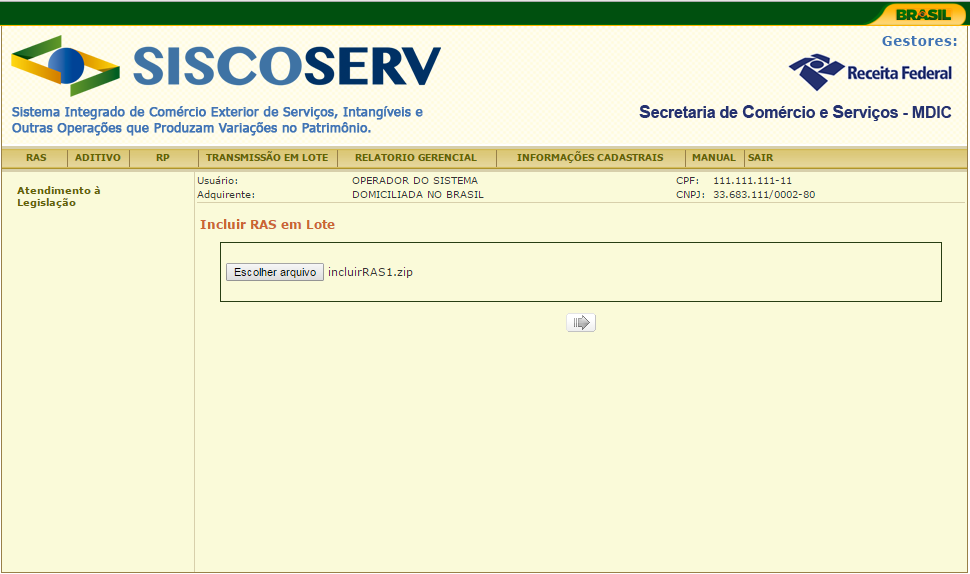 BRASIL
Gestores:
SISCOSERV
Receita Federal
Sistema Integrado de Comércio Exterior de Serviços, Intangíveis e
Outras Operações que Produzam Variações no Patrimônio.
Secretaria de Comércio e Serviços - MDIC
RAS ADITIVO RP TRANSMISSÃO EM LOTE RELATORIO GERENCIAL INFORMAÇÕES CADASTRAIS MANUAL SAIR
Atendimento à
Legislação
Usuário: OPERADOR DO SISTEMA CPF: 111.111.111-11
Adquirente: DOMICILIADA NO BRASIL CNPJ: 33.683.111/0002-80
Incluir RAS em Lote
Escolher arquivo incluirRAS1.zip